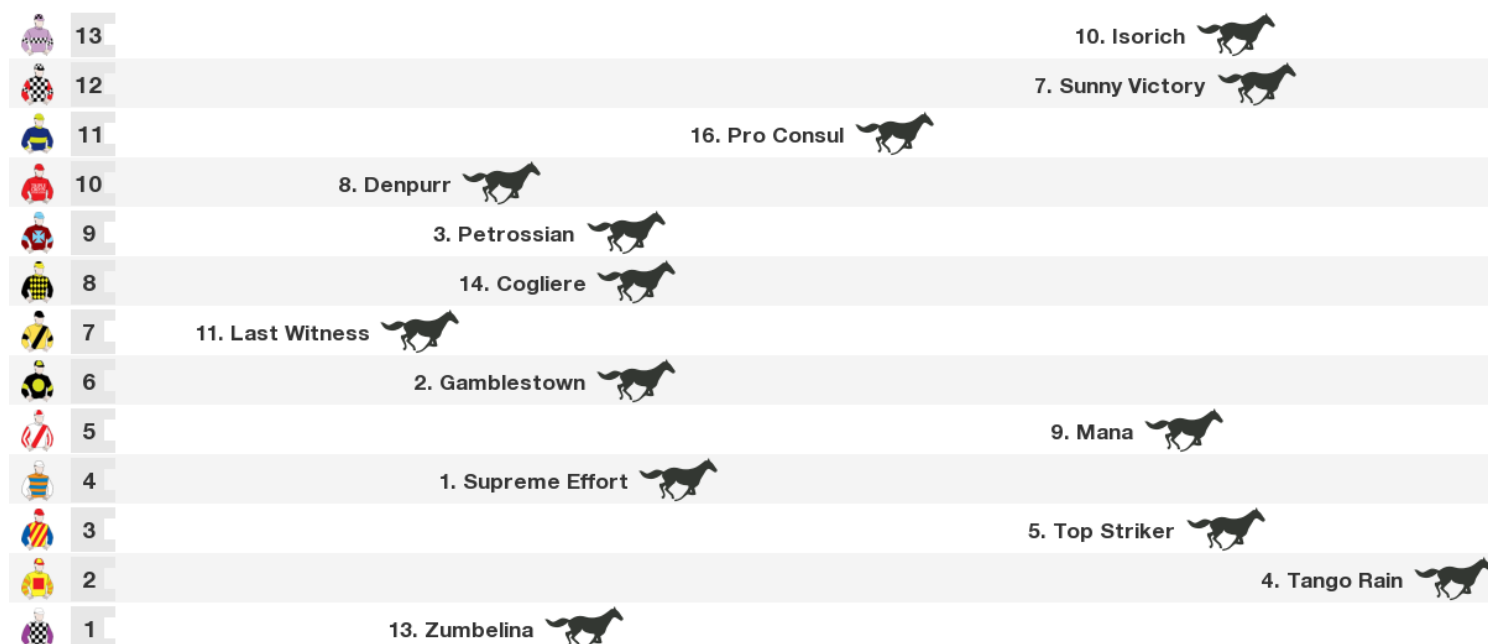 13 10. Isorich
12 7. Sunny Victory
11 16. Pro Consul
10 8. Denpurr
9 3. Petrossian
8 14. Cogliere
7 11. Last Witness
6 2. Gamblestown
5 9. Mana
4 1. Supreme Effort
3 5. Top Striker
2 4. Tango Rain
1 13. Zumbelina